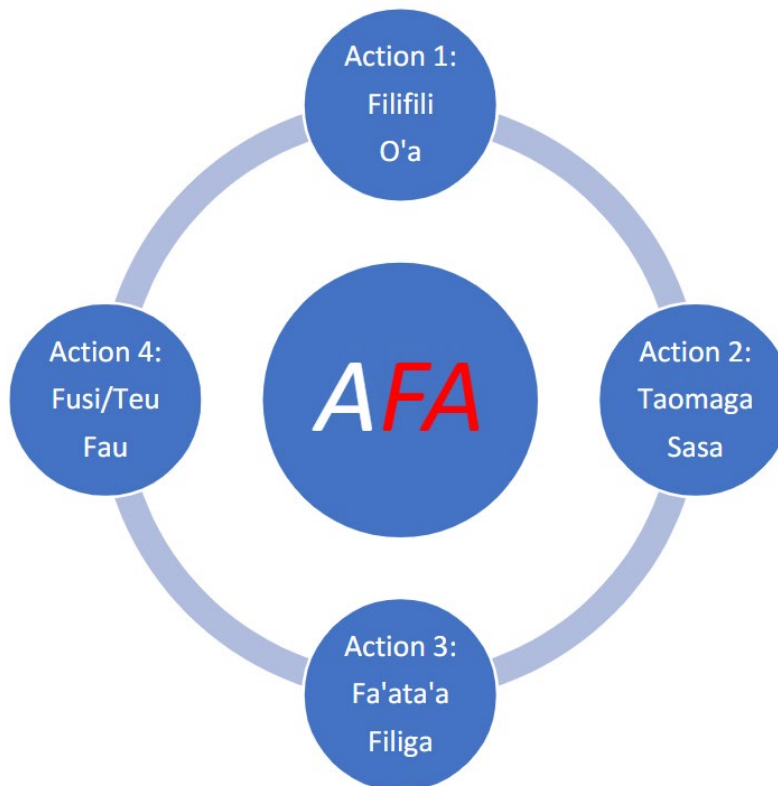 Action 1:
Filifili
O'a
Action 4:
Fusi/Teu
Fau
AFA
Action 2:
Taomaga
Sasa
Action 3:
Fa'ata'a
Filiga